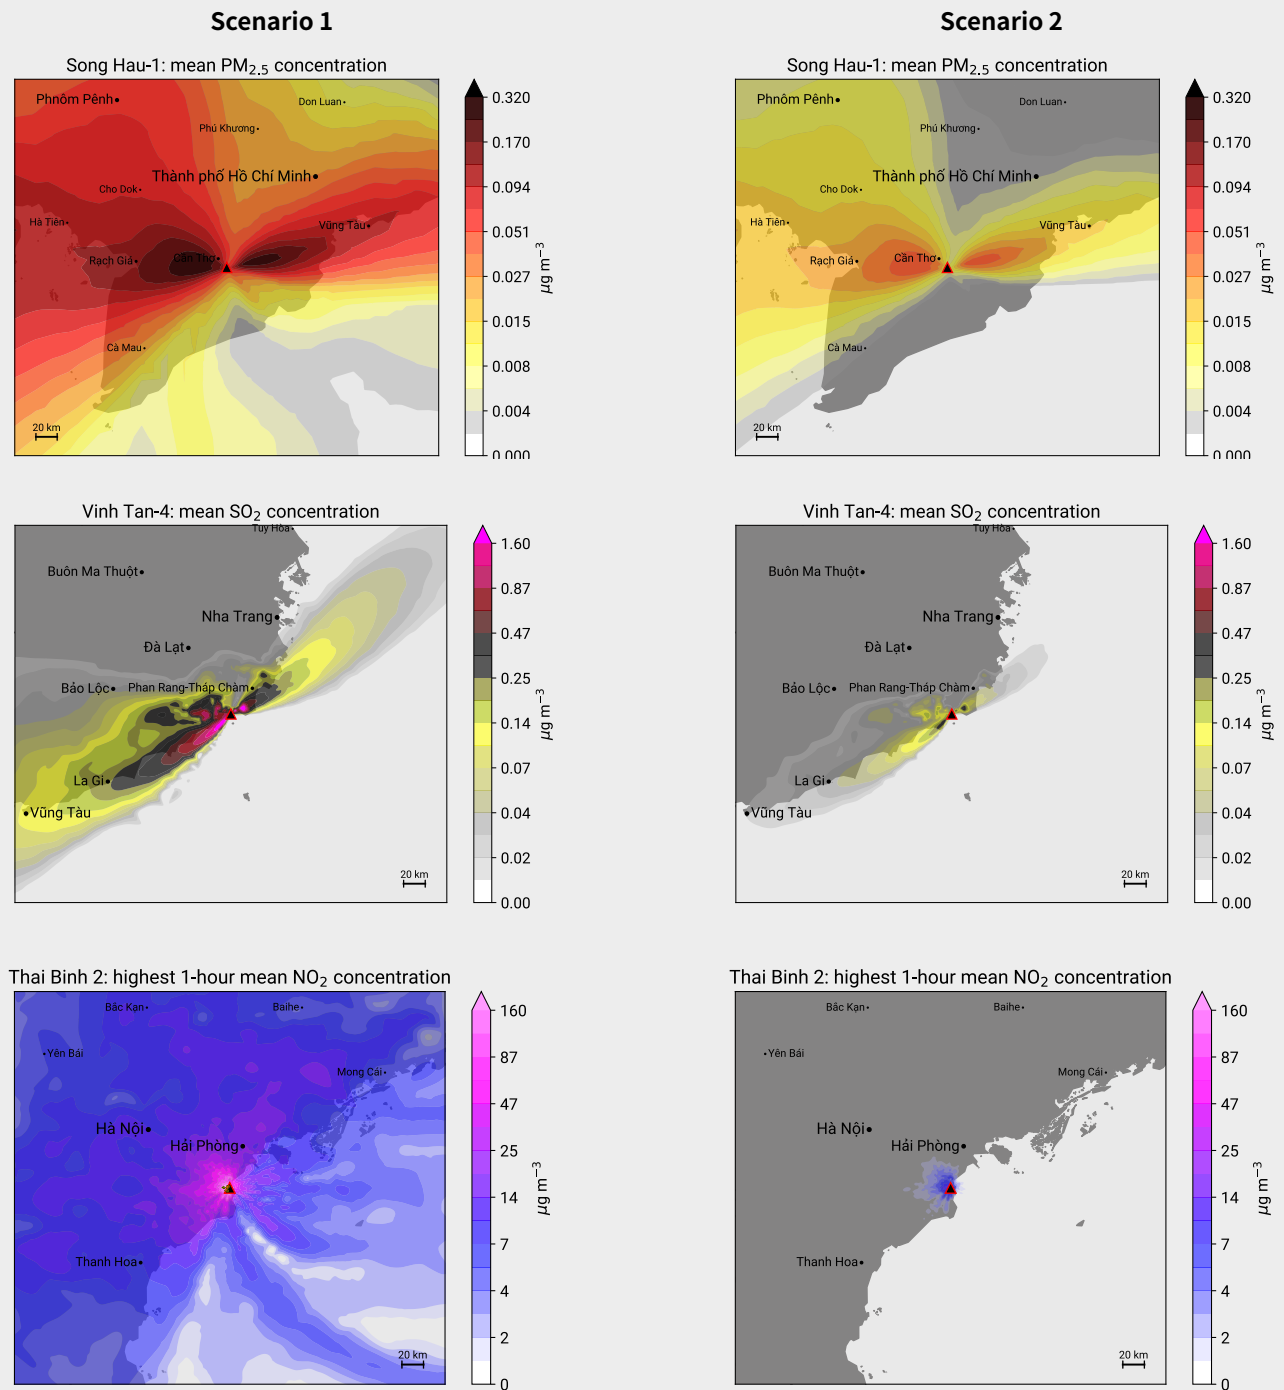 Scenario 1
Scenario 2
Song Hau-1: mean PM2.5 concentration
Phnôm Pênh
Don Luan
Phú Khương
Thành phố Hồ Chí Minh
Cho Dok
Hà Tiên
Vũng Tàu
Rạch Giá
Cần Thơ
Cà Mau
20 km
0.320
0.170
0.094
0.051
0.027
0.015
0.008
0.004
0.000
µg m−3
Song Hau-1: mean PM2.5 concentration
Phnôm Pênh
Don Luan
Phú Khương
Thành phố Hồ Chí Minh
Cho Dok
Hà Tiên
Vũng Tàu
Rạch Giá
Cần Thơ
Cà Mau
20 km
0.320
0.170
0.094
0.051
0.027
0.015
0.008
0.004
0.000
µg m−3
Vinh Tan-4: mean SO2 concentration
Tuy Hòa
Buôn Ma Thuột
Nha Trang
Đà Lạt
Bảo Lộc
Phan Rang-Tháp Chàm
La Gi
Vũng Tàu
20 km
1.60
0.87
0.47
0.25
0.14
0.07
0.04
0.02
0.00
µg m−3
Vinh Tan-4: mean SO2 concentration
Tuy Hòa
Buôn Ma Thuột
Nha Trang
Đà Lạt
Bảo Lộc
Phan Rang-Tháp Chàm
La Gi
Vũng Tàu
20 km
1.60
0.87
0.47
0.25
0.14
0.07
0.04
0.02
0.00
µg m−3
Thai Binh 2: highest 1-hour mean NO2 concentration
Bắc Kạn
Baihe
Yên Bái
Mong Cái
Hà Nội
Hải Phòng
Thanh Hoa
20 km
160
87
47
25
14
7
4
2
0
µg m−3
Thai Binh 2: highest 1-hour mean NO2 concentration
Bắc Kạn
Baihe
Yên Bái
Mong Cái
Hà Nội
Hải Phòng
Thanh Hoa
20 km
160
87
47
25
14
7
4
2
0
µg m−3